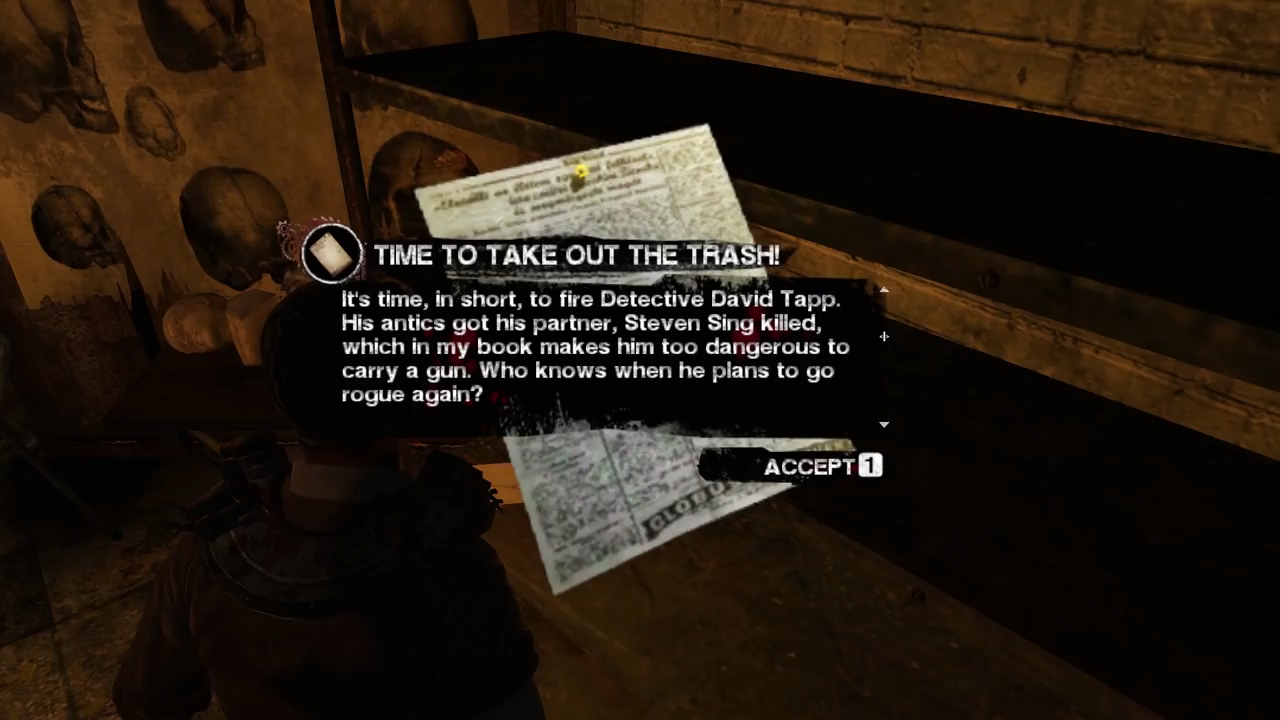 TIME TO TAKE OUT THE TRASH!
It's time, in short, to fire Detective David Tapp.
His antics got his partner, Steven Sing killed,
which in my book makes him too dangerous to
carry a gun. Who knows when he plans to go
rogue again?
ACCEPT 1